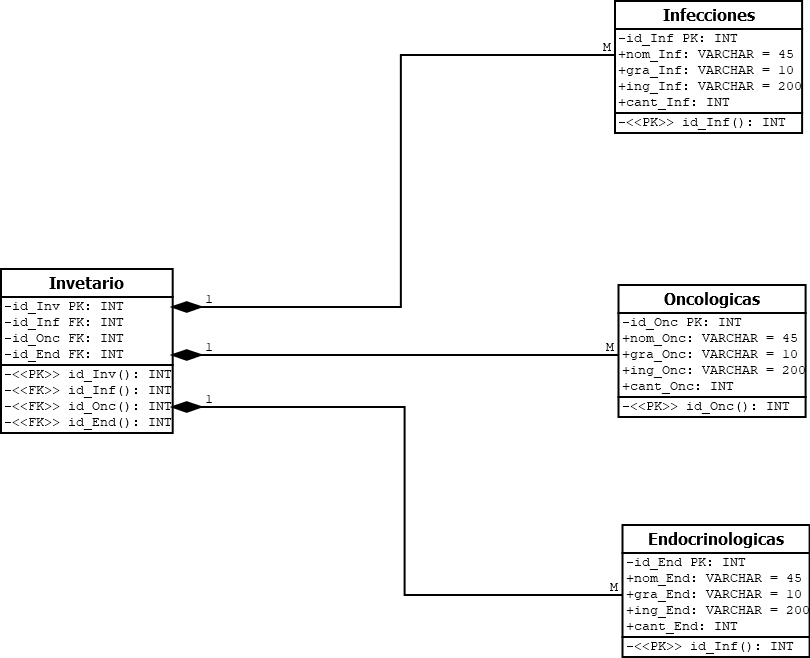 Infecciones
-id_Inf PK: INT
+nom_Inf: VARCHAR = 45
+gra_Inf: VARCHAR = 10
+ing_Inf: VARCHAR = 200
+cant_Inf: INT
-<<PK>> id_Inf(): INT
M
Invetario
-id_Inv PK: INT
-id_Inf FK: INT
-id_Onc FK: INT
-id_End FK: INT
-<<PK>> id_Inv(): INT
-<<FK>> id_Inf(): INT
-<<FK>> id_Onc(): INT
-<<FK>> id_End(): INT
1
1
1
Oncologicas
-id_Onc PK: INT
+nom_Onc: VARCHAR = 45
+gra_Onc: VARCHAR = 10
+ing_Onc: VARCHAR = 200
+cant_Onc: INT
-<<PK>> id_Onc(): INT
M
Endocrinologicas
-id_End PK: INT
+nom_End: VARCHAR = 45
+gra_End: VARCHAR = 10
+ing_End: VARCHAR = 200
+cant_End: INT
-<<PK>> id_Inf(): INT
M